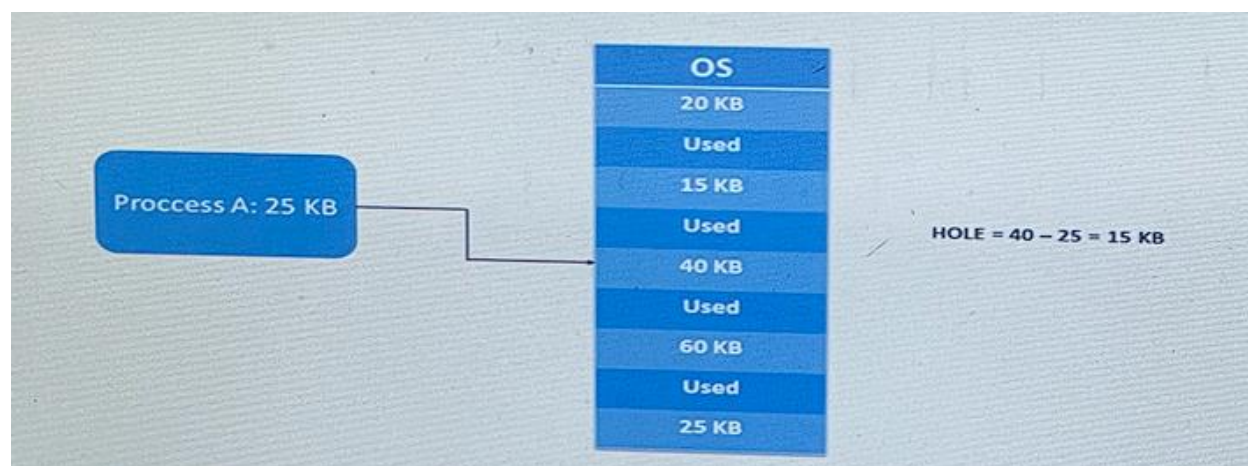 OS
20 KB
Used
15 KB
Proccess A: 25 KB
Used
HOLE = 40 – 25 = 15 KB
40 KB
Used
60 KB
Used
25 KB